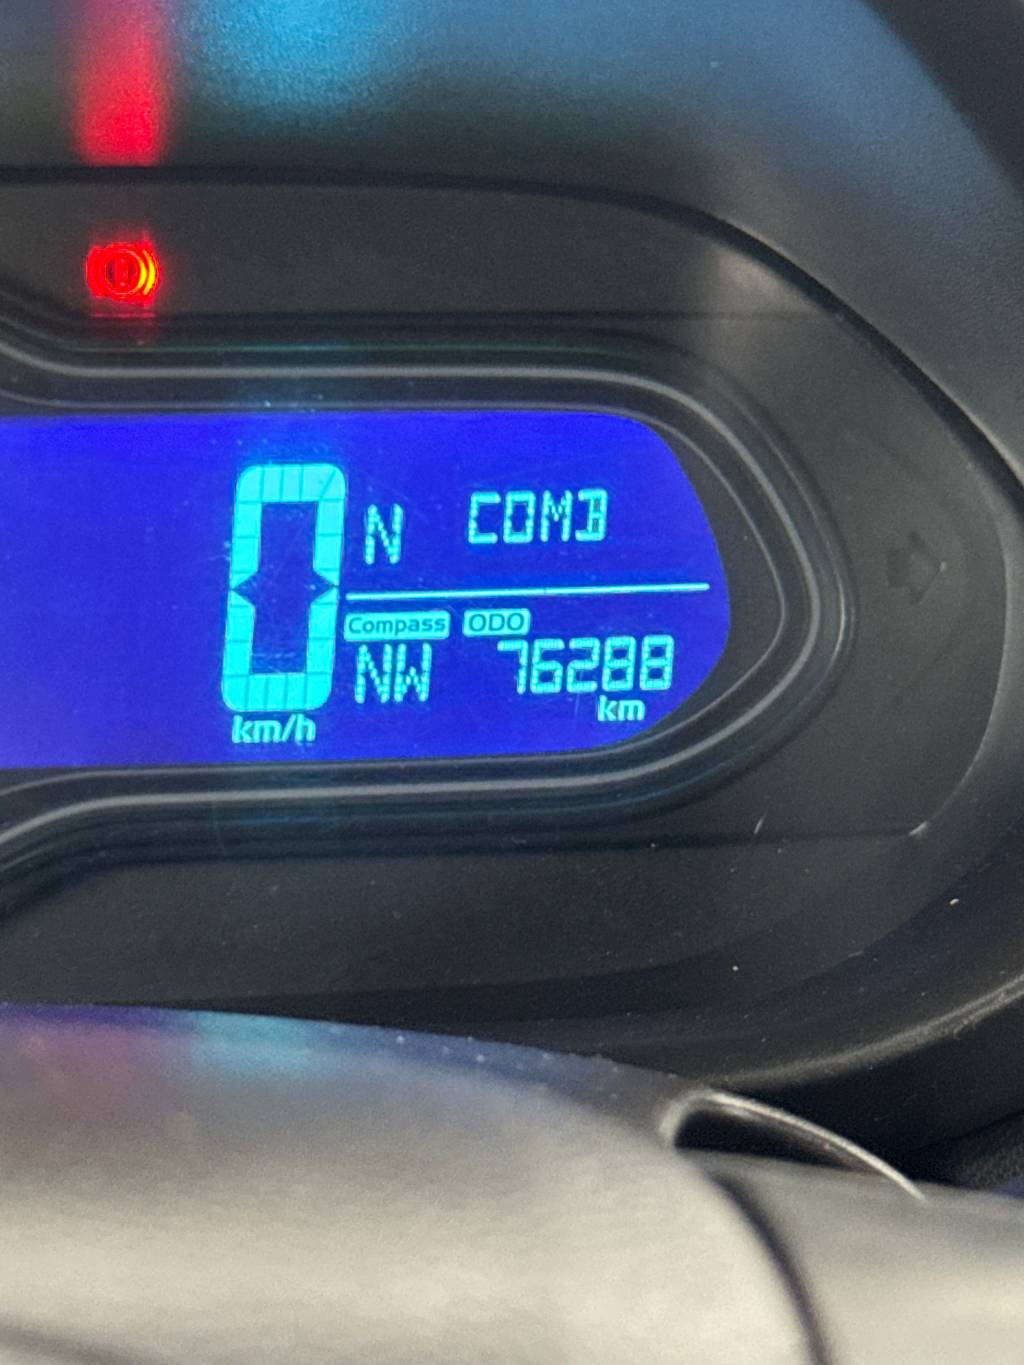 0 N COMB
Compass ODO
NW 76288
km/h km